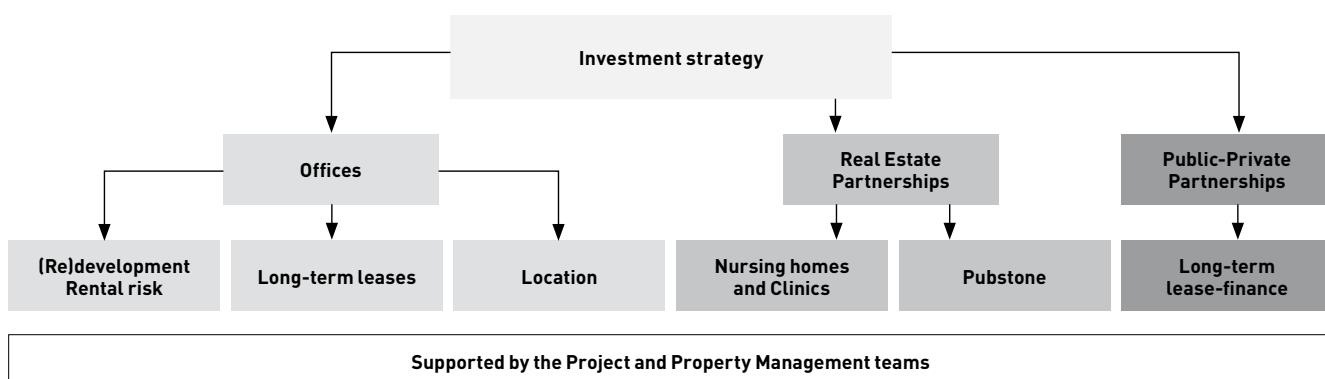 Investment strategy
Offices
Real Estate
Partnerships
Public-Private
Partnerships
(Re)development
Rental risk
Long-term leases
Location
Nursing homes
and Clinics
Pubstone
Long-term
lease-finance
Supported by the Project and Property Management teams